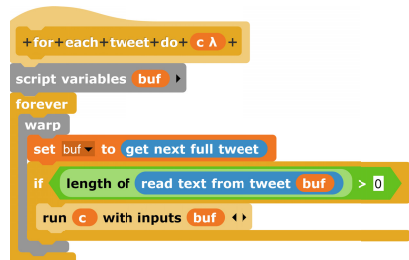 +for+each+tweet+do+ c λ +
script variables buf
forever
warp
set buf to get next full tweet
if length of read text from tweet buf > 0
run c with inputs buf